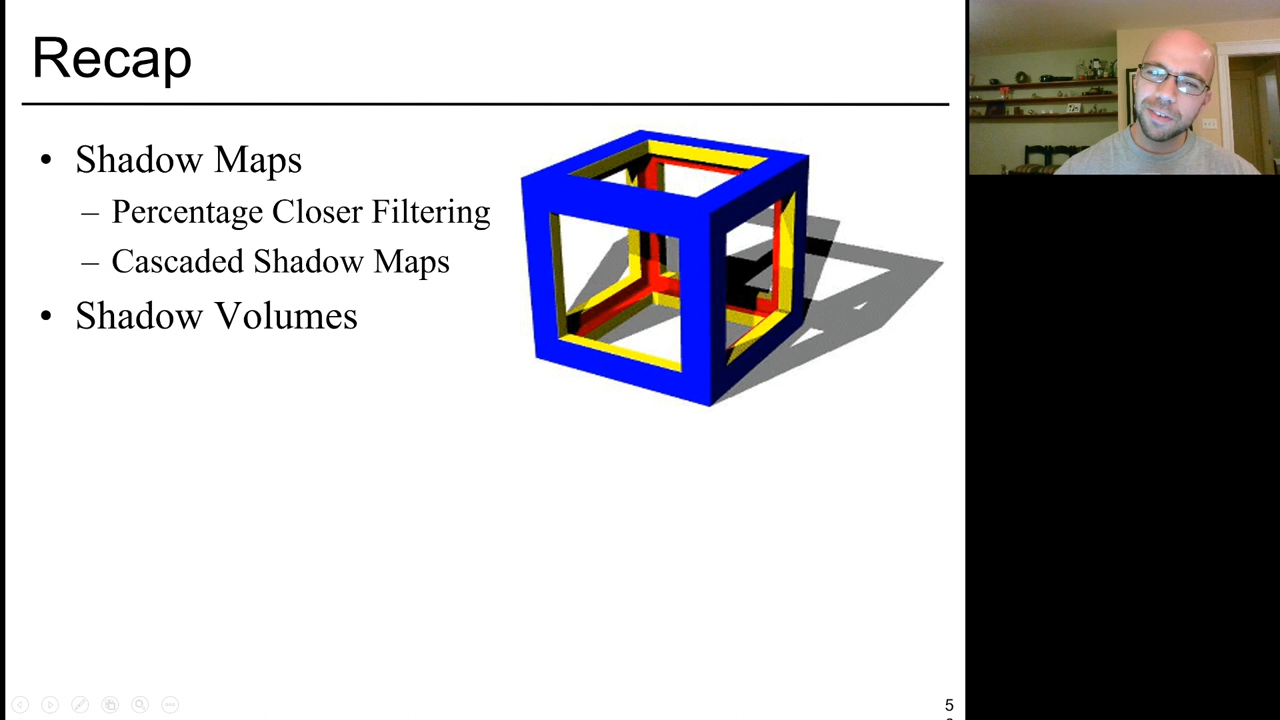 Recap
• Shadow Maps
– Percentage Closer Filtering
– Cascaded Shadow Maps
• Shadow Volumes
5